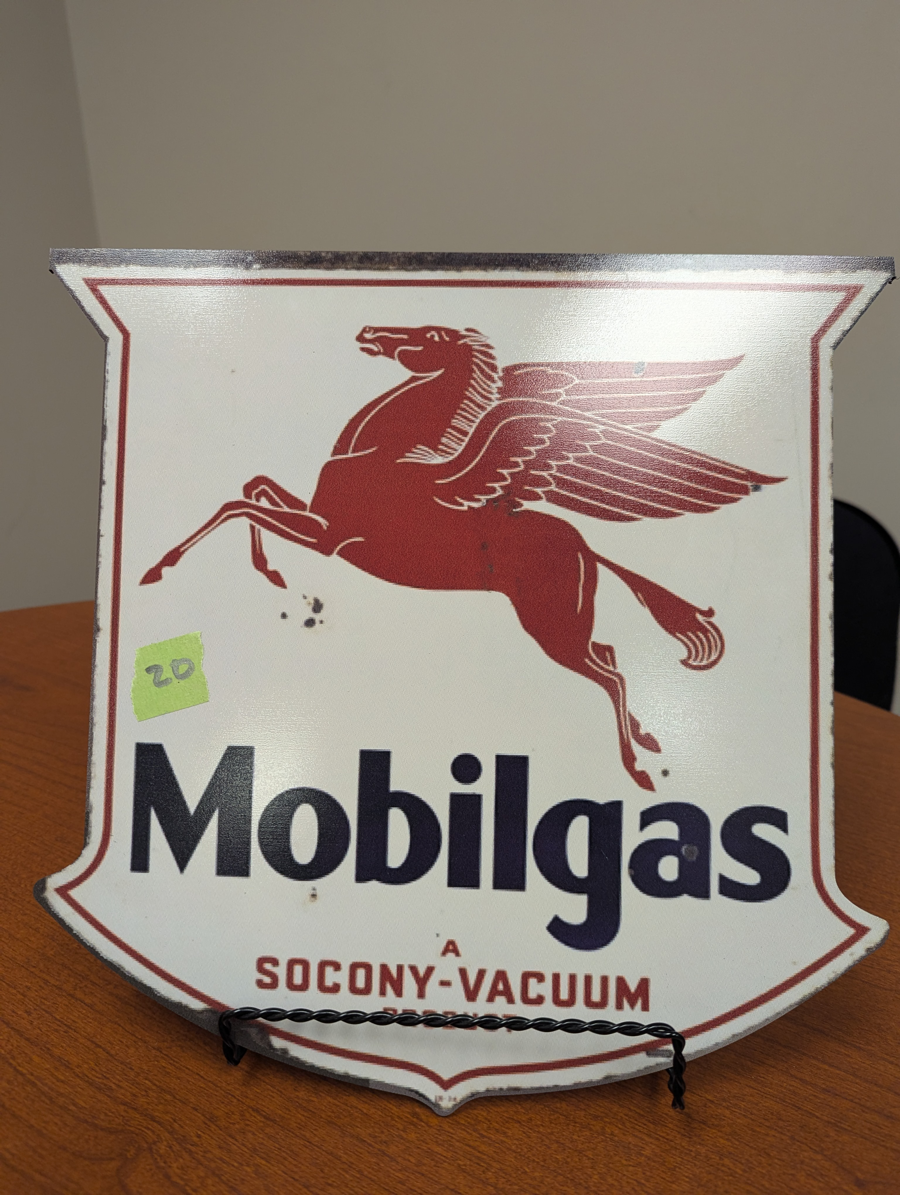 20
Mobilgas
A
SOCONY-VACUUM